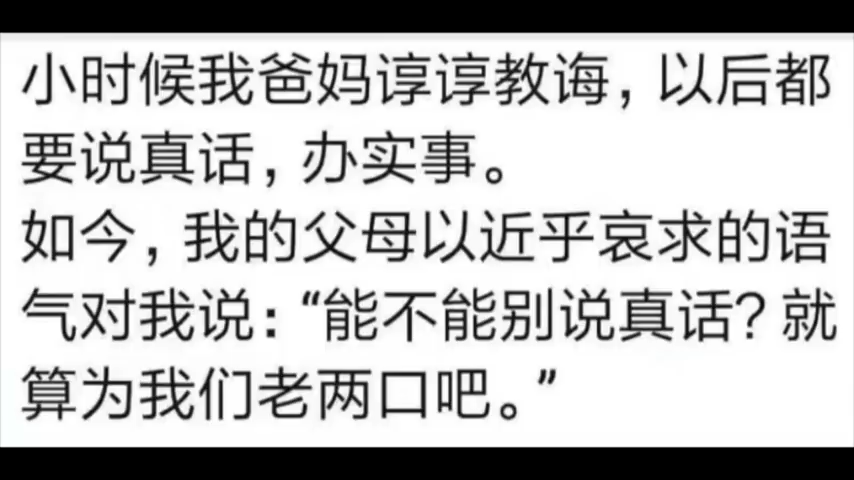 小时候我爸妈谆谆教诲，以后都
要说真话，办实事。
如今，我的父母以近乎哀求的语
气对我说：“能不能别说真话？就
算为我们老两口吧。”